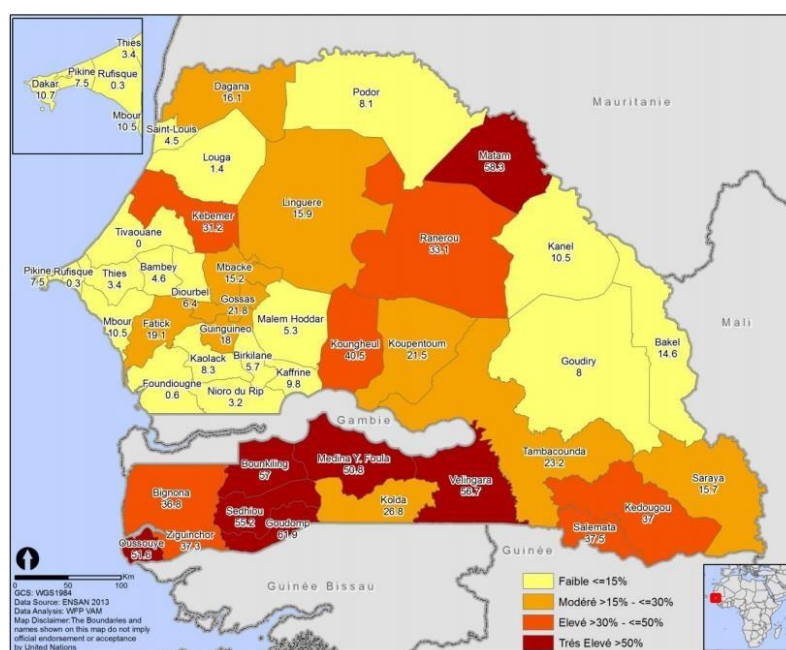 Thies
3.4
Pikine
7.5
Rufisque
0.3
Dakar
10.7
Mbour
10.5
Dagana
16.1
Podor
8.1
Mauritanie
Saint-Louis
4.5
Louga
1.4
Matam
58.3
Linguere
15.9
Kebemer
31.2
Ranerou
33.1
Kanel
10.5
Tivaouane
0
Mbacke
15.2
Pikine
7.5
Rufisque
0.3
Thies
3.4
Bambey
4.6
Diourbel
6.4
Gossas
21.8
Malem Hoddar
5.3
Mbour
10.5
Fatick
19.1
Guinguineo
18
Koungheul
40.5
Koupentoum
21.5
Mali
Bakel
14.6
Goudiry
8
Kaolack
8.3
Birkilane
5.7
Kaffrine
9.8
Foundiougne
0.6
Nioro du Rip
3.2
Gambie
Tambacounda
23.2
Bounkiling
57
Medina Y. Foula
50.8
Velingara
56.7
Saraya
15.7
Bignona
36.8
Kolda
26.8
Kédougou
37
Sedhiou
55.2
Goudomp
61.9
Salemata
37.5
Oussouye
51.6
Ziguinchor
37.3
Guinée
Guinée Bissau
0 50 100 Km
GCS: WGS1984
Data Source: ENSAN 2013
Data Analysis: WFP VAM
Map Disclaimer:The Boundaries and
names shown on this map do not imply
official endorsement or acceptance
by United Nations
Faible <=15%
Modéré >15% - <=30%
Elevé >30% - <=50%
Trés Elevé >50%